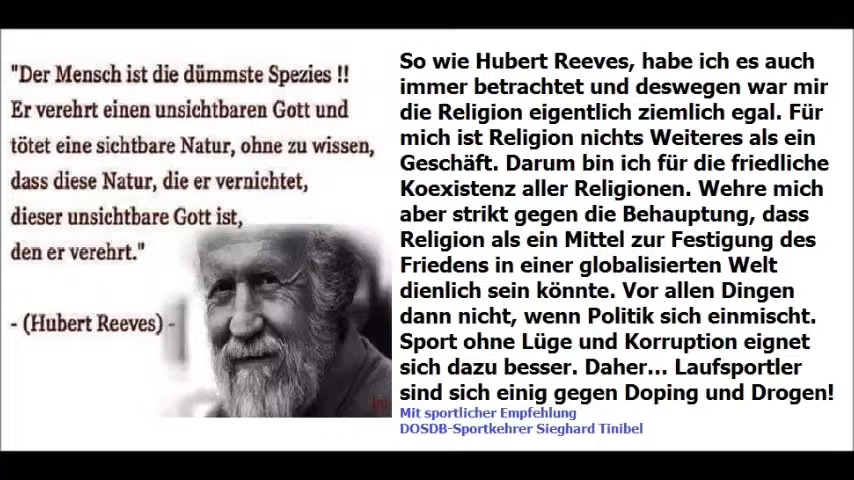 "Der Mensch ist die dümmste Spezies !!
Er verehrt einen unsichtbaren Gott und
tötet eine sichtbare Natur, ohne zu wissen,
dass diese Natur, die er vernichtet,
dieser unsichtbare Gott ist,
den er verehrt."
- (Hubert Reeves) -
So wie Hubert Reeves, habe ich es auch
immer betrachtet und deswegen war mir
die Religion eigentlich ziemlich egal. Für
mich ist Religion nichts Weiteres als ein
Geschäft. Darum bin ich für die friedliche
Koexistenz aller Religionen. Wehre mich
aber strikt gegen die Behauptung, dass
Religion als ein Mittel zur Festigung des
Friedens in einer globalisierten Welt
dienlich sein könnte. Vor allen Dingen
dann nicht, wenn Politik sich einmischt.
Sport ohne Lüge und Korruption eignet
sich dazu besser. Daher... Laufsportler
sind sich einig gegen Doping und Drogen!
Mit sportlicher Empfehlung
DOSDB-Sportkehrer Sieghard Tinibel